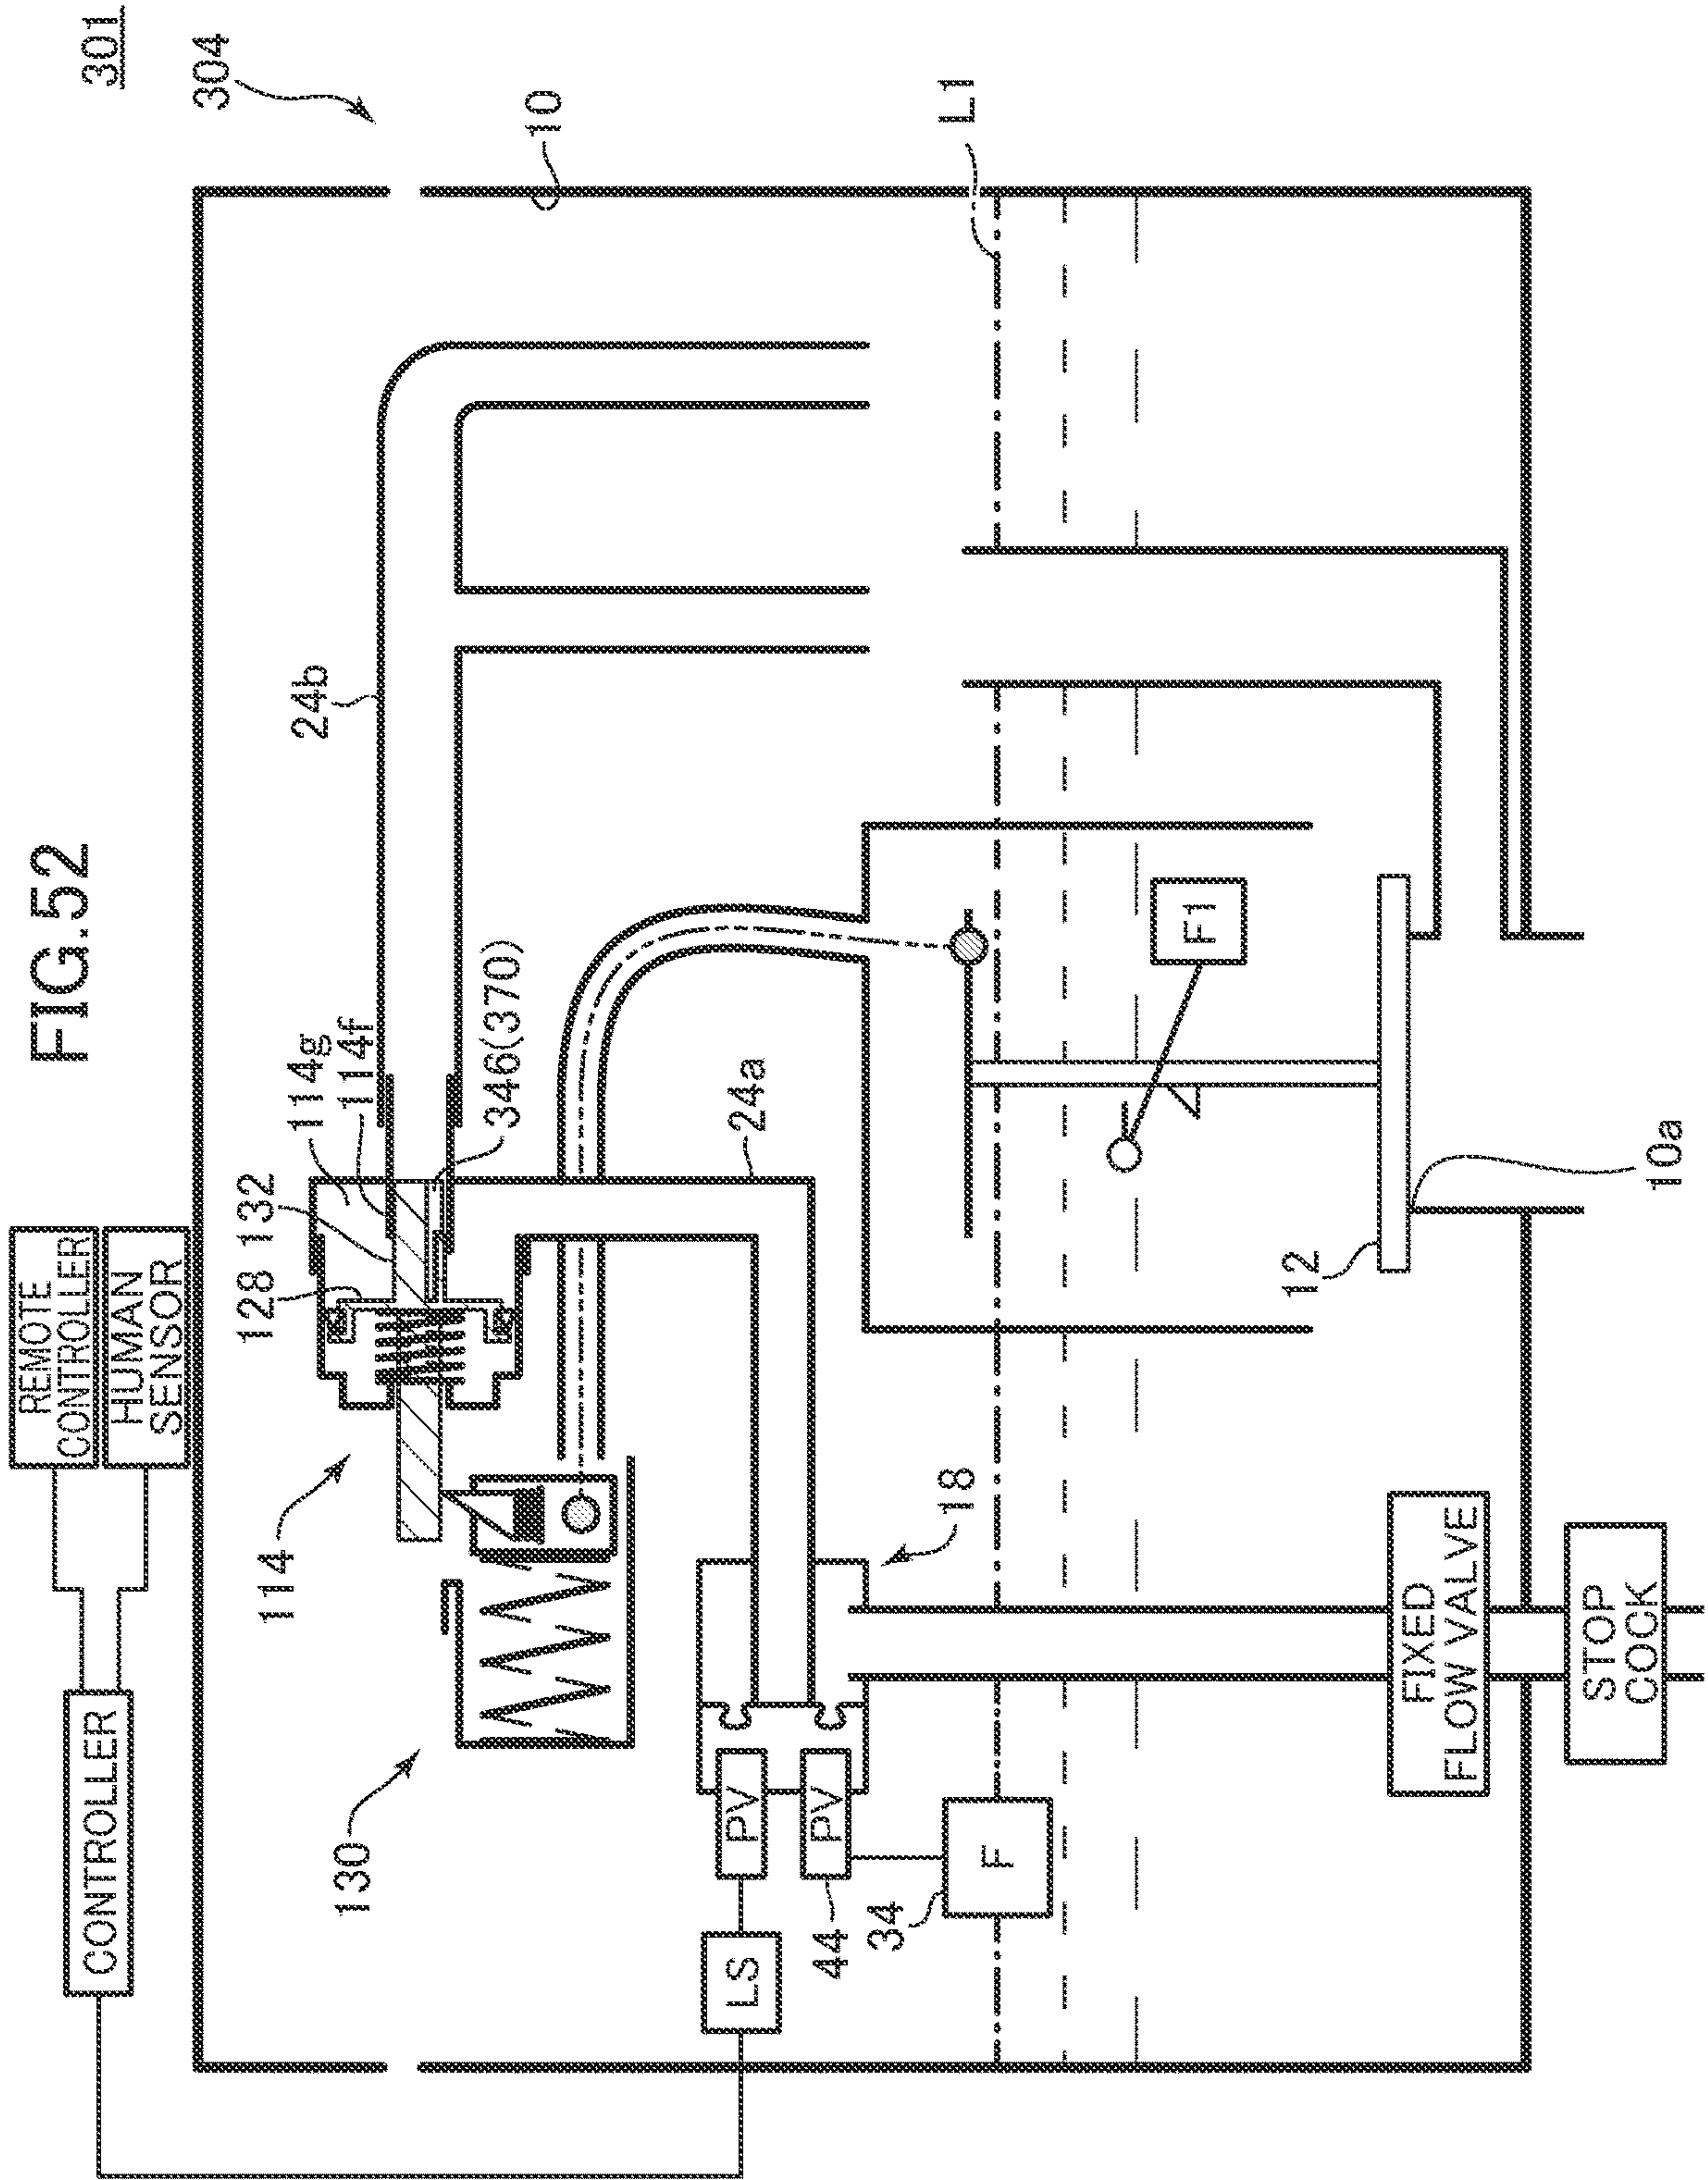 FIG.52
301
304
REMOTE
CONTROLLER
HUMAN
SENSOR
CONTROLLER
10
L1
24b
114g
114f
132
128
346(370)
24a
114
130
18
PV
PV
LS
44
34
F
F1
12
10a
FIXED
FLOW VALVE
STOP
COCK